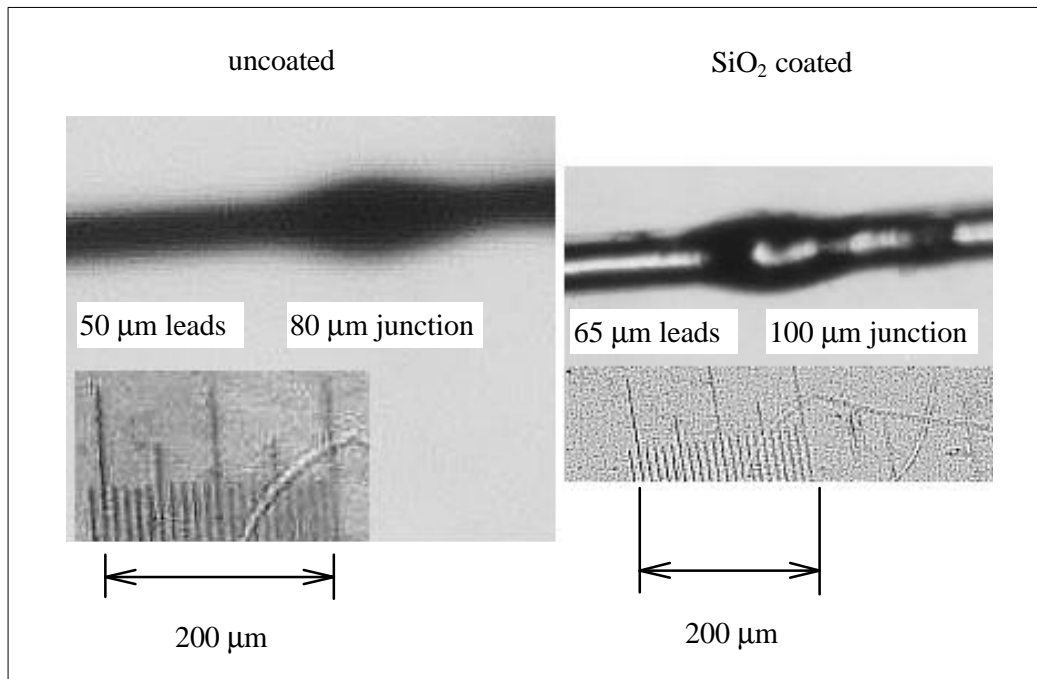 uncoated
SiO₂ coated
50 μm leads
80 μm junction
65 μm leads
100 μm junction
200 μm
200 μm